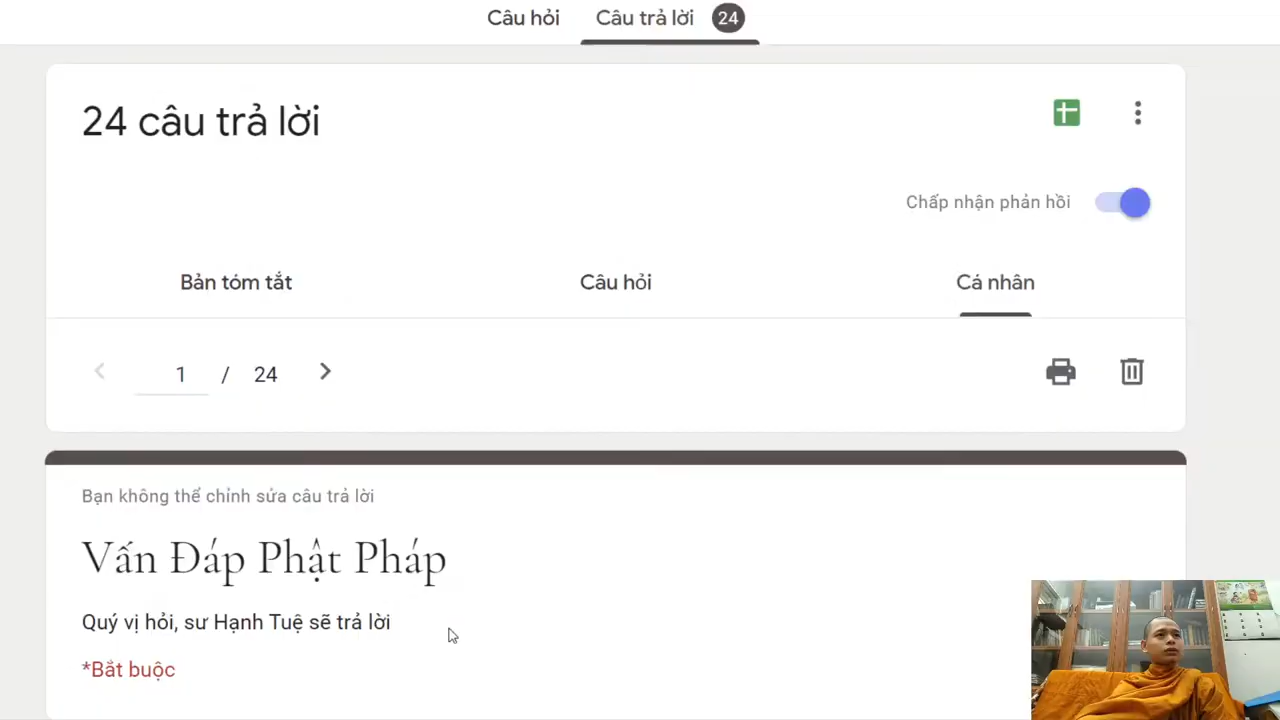 Câu hỏi
Câu trả lời 24
24 câu trả lời
Chấp nhận phản hồi
Bản tóm tắt
Câu hỏi
Cá nhân
1 / 24
Bạn không thể chỉnh sửa câu trả lời
Vấn Đáp Phật Pháp
Quý vị hỏi, sư Hạnh Tuệ sẽ trả lời
*Bắt buộc